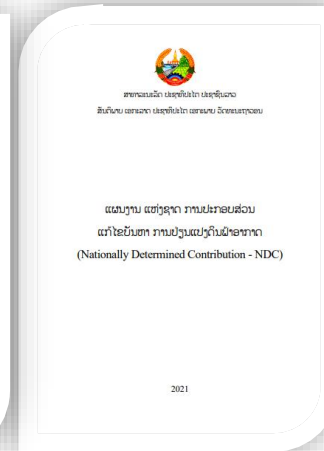 ສາທາລະນະລັດ ປະຊາທິປະໄຕ ປະຊາຊົນລາວ
ສັນຕິພາບ ເອກະລາດ ປະຊາທິປະໄຕ ເອກະພາບ ວັດທະນະຖາວອນ
ແຜນງານ ແຫ່ງຊາດ ການປະກອບສ່ວນ
ແກ້ໄຂບັນຫາ ການປ່ຽນແປງດິນຟ້າອາກາດ
(Nationally Determined Contribution - NDC)
2021